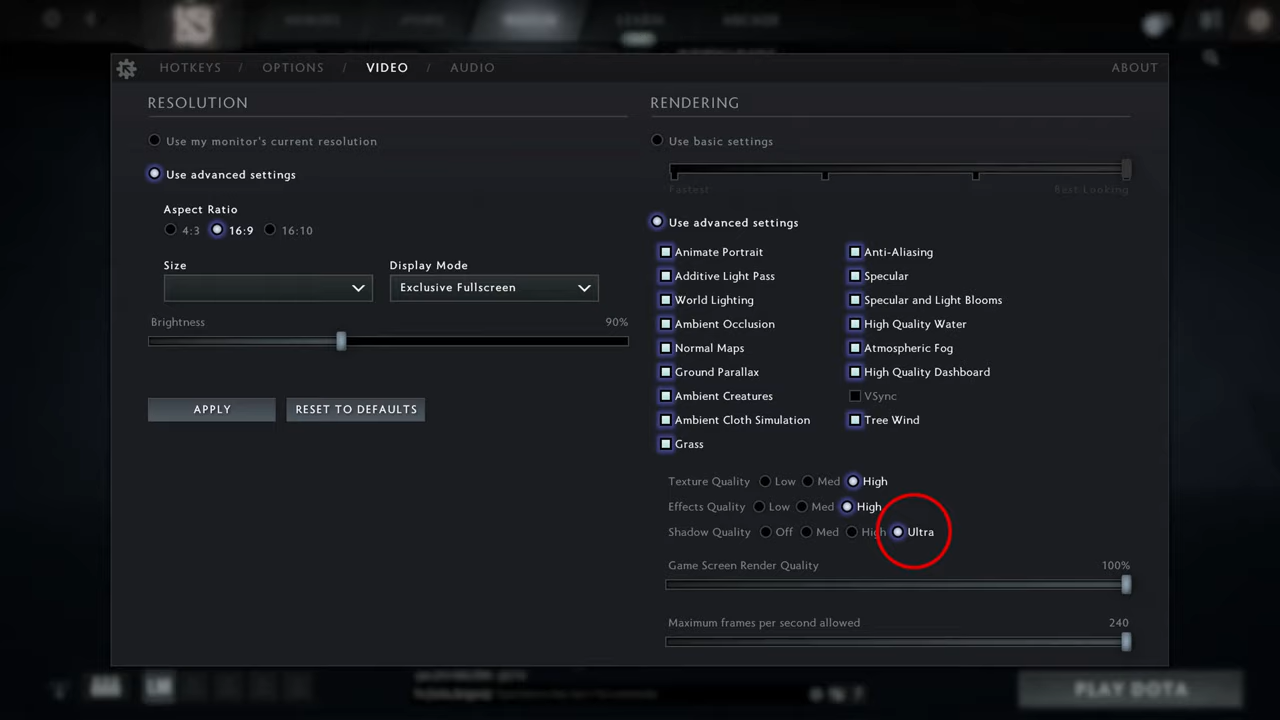 HOTKEYS / OPTIONS / VIDEO / AUDIO
ABOUT
RESOLUTION
Use my monitor's current resolution
Use advanced settings
Aspect Ratio
4:3 16:9 16:10
Size
Display Mode
Exclusive Fullscreen
Brightness 90%
APPLY
RESET TO DEFAULTS
RENDERING
Use basic settings
Fastest Best Looking
Use advanced settings
Animate Portrait
Additive Light Pass
World Lighting
Ambient Occlusion
Normal Maps
Ground Parallax
Ambient Creatures
Ambient Cloth Simulation
Grass
Anti-Aliasing
Specular
Specular and Light Blooms
High Quality Water
Atmospheric Fog
High Quality Dashboard
VSync
Tree Wind
Texture Quality Low Med High
Effects Quality Low Med High
Shadow Quality Off Med High Ultra
Game Screen Render Quality 100%
Maximum frames per second allowed 240
PLAY DOTA